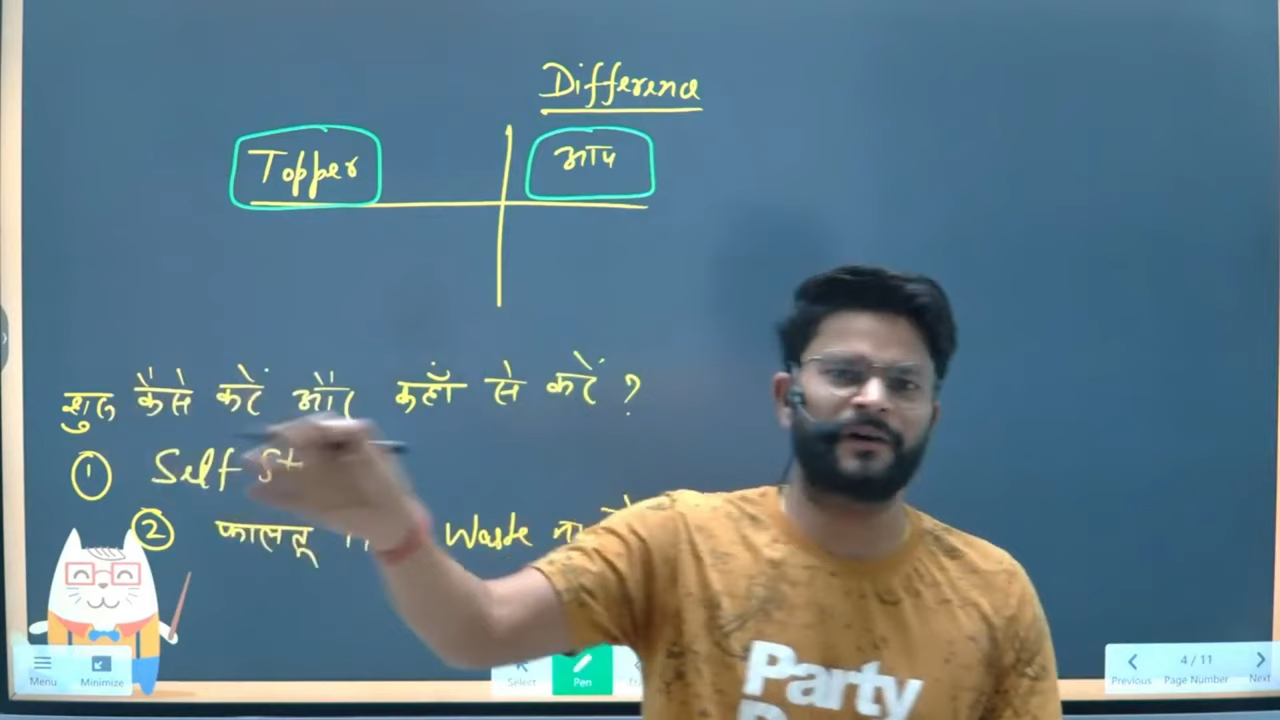 Difference
Topper आप
शुरू कैसे करें और कहाँ से करें ?
① Self
② फालतू Waste
Party
Menu Minimize Select Pen Previous 4 / 11 Page Number Next